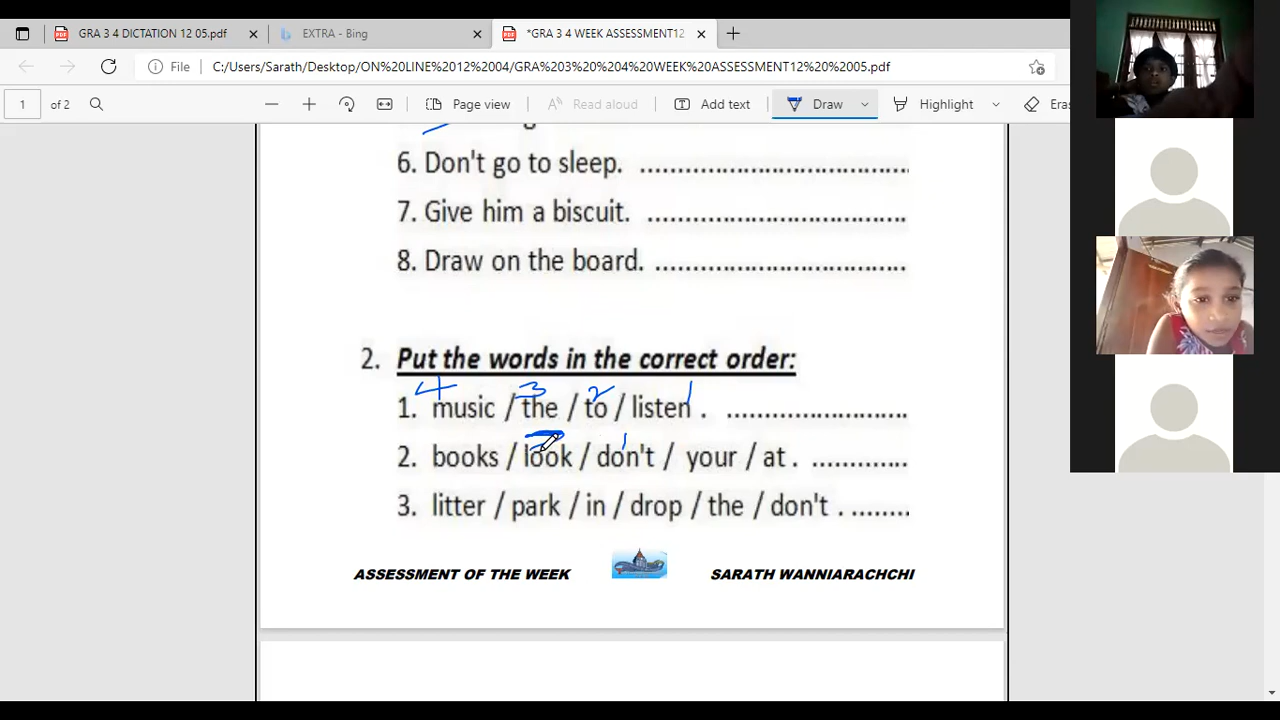 GRA 3 4 DICTATION 12 05.pdf
EXTRA - Bing
*GRA 3 4 WEEK ASSESSMENT12
File C:/Users/Sarath/Desktop/ON%20LINE%2012%2004/GRA%203%20%204%20WEEK%20ASSESSMENT12%20%2005.pdf
1 of 2 Page view Read aloud Add text Draw Highlight Eras
6. Don't go to sleep. ....................................
7. Give him a biscuit. ..................................
8. Draw on the board. .................................
2. Put the words in the correct order:
4 3 2 1
1. music / the / to / listen . ........................
1
2. books / look / don't / your / at . .............
3. litter / park / in / drop / the / don't . ........
ASSESSMENT OF THE WEEK SARATH WANNIARACHCHI